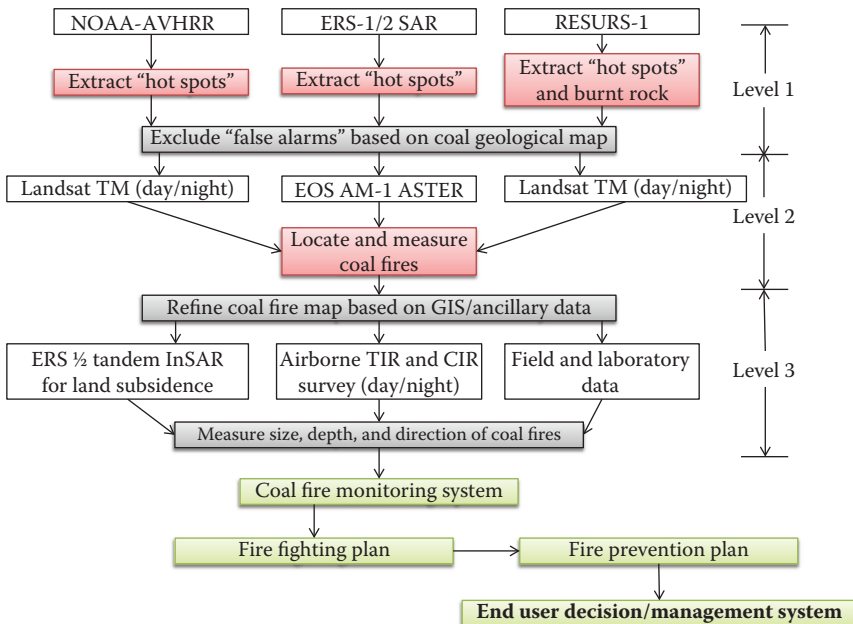 NOAA-AVHRR
ERS-1/2 SAR
RESURS-1
Extract “hot spots”
Extract “hot spots”
Extract “hot spots”
and burnt rock
Level 1
Exclude “false alarms” based on coal geological map
Landsat TM (day/night)
EOS AM-1 ASTER
Landsat TM (day/night)
Level 2
Locate and measure
coal fires
Refine coal fire map based on GIS/ancillary data
ERS ½ tandem InSAR
for land subsidence
Airborne TIR and CIR
survey (day/night)
Field and laboratory
data
Level 3
Measure size, depth, and direction of coal fires
Coal fire monitoring system
Fire fighting plan
Fire prevention plan
End user decision/management system